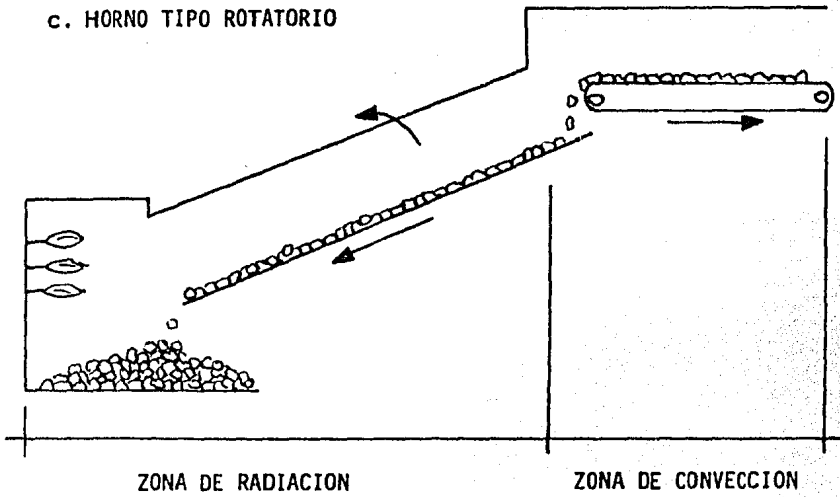 c. HORNO TIPO ROTATORIO
ZONA DE RADIACION
ZONA DE CONVECCION